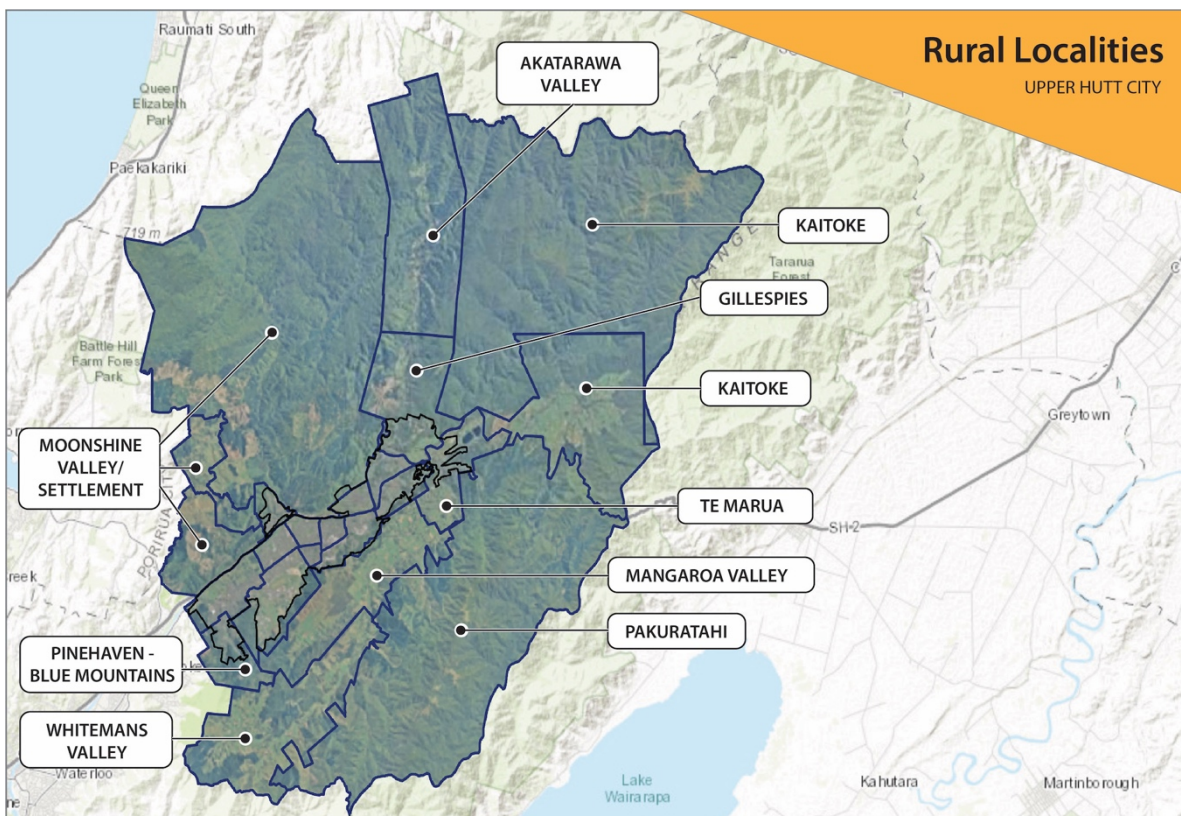 Rural Localities
UPPER HUTT CITY
Raumati South
Queen
Elizabeth
Park
Paekakariki
719 m
AKATARAWA
VALLEY
KAITOKE
Tararua
Forest
GILLESPIES
Battle Hill
Farm Forest
Park
KAITOKE
Greytown
MOONSHINE
VALLEY/
SETTLEMENT
PORIRUA CITY
TE MARUA
SH-2
MANGAROA VALLEY
PAKURATAHI
PINEHAVEN -
BLUE MOUNTAINS
WHITEMANS
VALLEY
Waterloo
Lake
Wairarapa
Kahutara
Martinborough